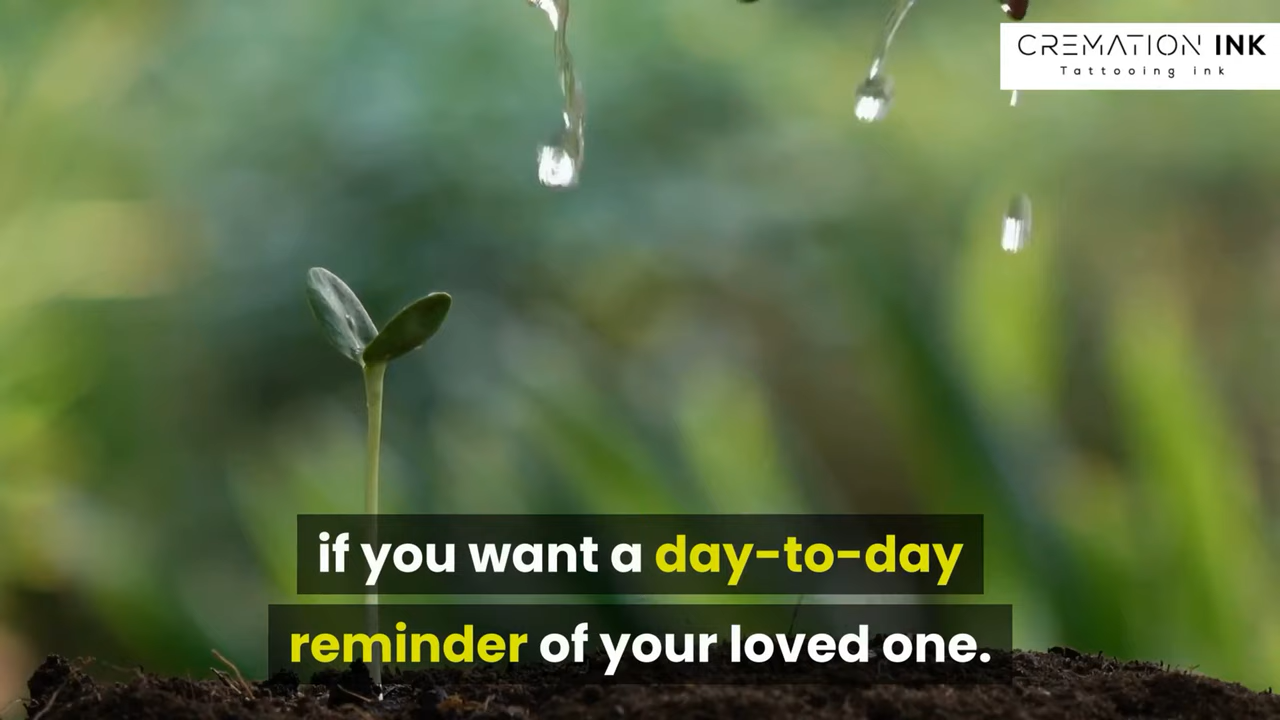 CREMATION INK
Tattooing ink
if you want a day-to-day
reminder of your loved one.